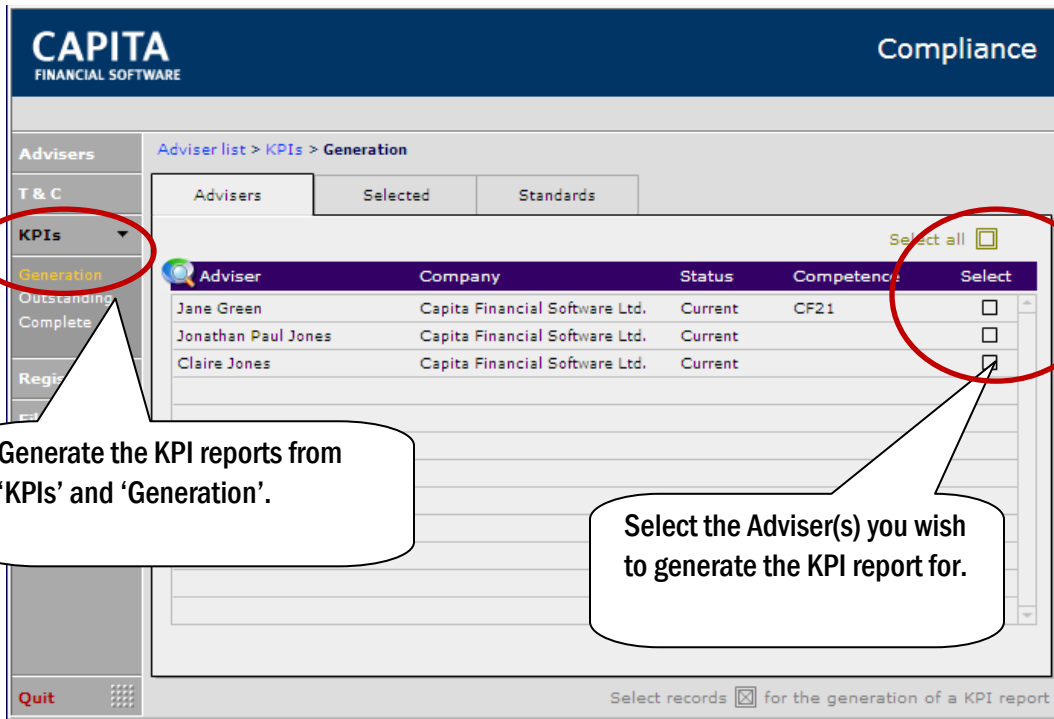 CAPITA
FINANCIAL SOFTWARE
Compliance
Advisers
Adviser list > KPIs > Generation
T & C
Advisers Selected Standards
KPIs
Select all
Generation
Adviser Company Status Competence Select
Outstanding
Jane Green Capita Financial Software Ltd. Current CF21
Complete
Jonathan Paul Jones Capita Financial Software Ltd. Current
Claire Jones Capita Financial Software Ltd. Current
Regis
Generate the KPI reports from
‘KPIs’ and ‘Generation’.
Select the Adviser(s) you wish
to generate the KPI report for.
Quit
Select records for the generation of a KPI report